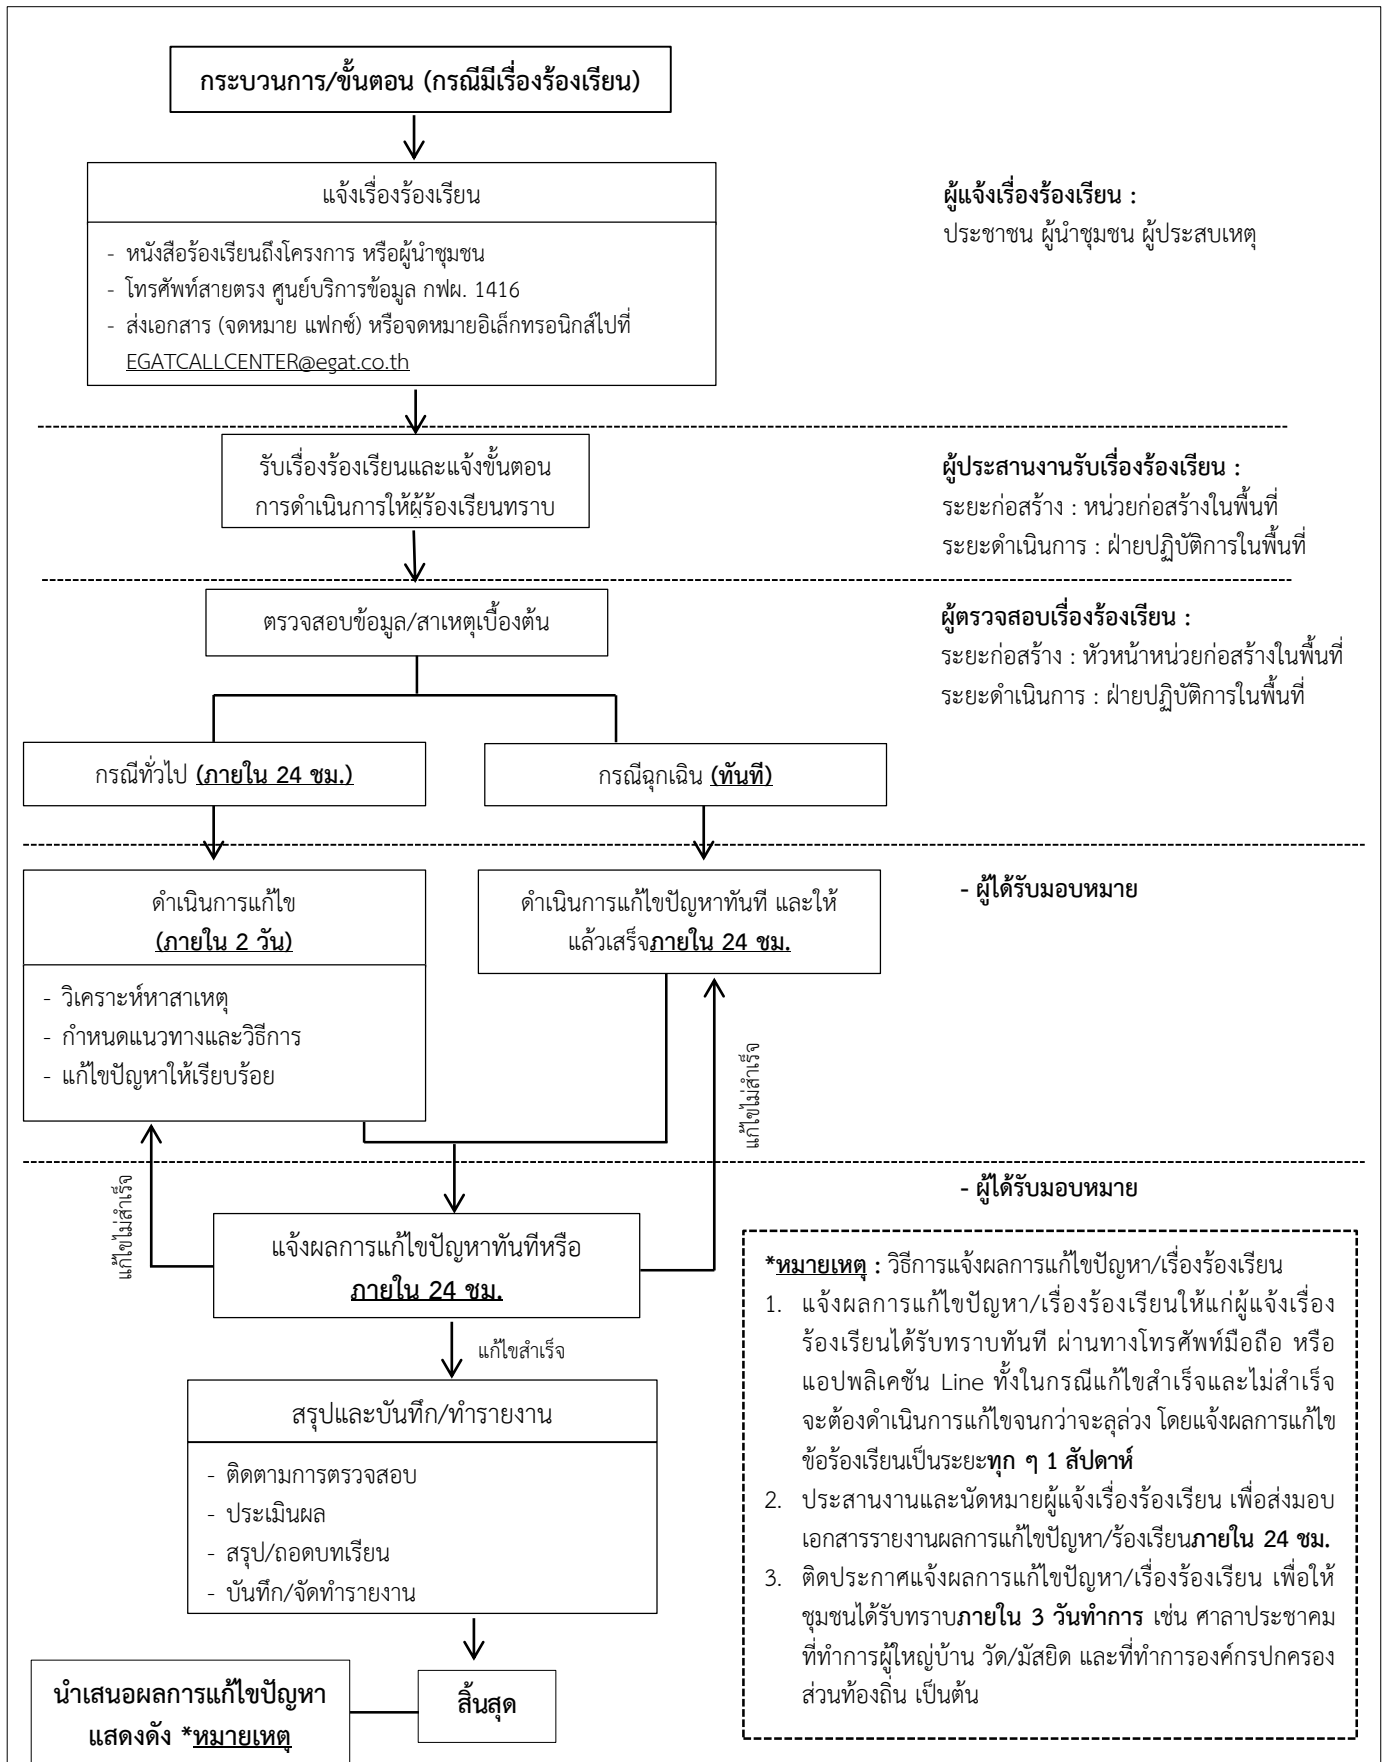 กระบวนการ/ขั้นตอน (กรณีมีเรื่องร้องเรียน)
แจ้งเรื่องร้องเรียน
- หนังสือร้องเรียนถึงโครงการ หรือผู้นำชุมชน
- โทรศัพท์สายตรง ศูนย์บริการข้อมูล กฟผ. 1416
- ส่งเอกสาร (จดหมาย แฟกซ์) หรือจดหมายอิเล็กทรอนิกส์ไปที่
EGATCALLCENTER@egat.co.th
ผู้แจ้งเรื่องร้องเรียน :
ประชาชน ผู้นำชุมชน ผู้ประสบเหตุ
รับเรื่องร้องเรียนและแจ้งขั้นตอน
การดำเนินการให้ผู้ร้องเรียนทราบ
ผู้ประสานงานรับเรื่องร้องเรียน :
ระยะก่อสร้าง : หน่วยก่อสร้างในพื้นที่
ระยะดำเนินการ : ฝ่ายปฏิบัติการในพื้นที่
ตรวจสอบข้อมูล/สาเหตุเบื้องต้น
ผู้ตรวจสอบเรื่องร้องเรียน :
ระยะก่อสร้าง : หัวหน้าหน่วยก่อสร้างในพื้นที่
ระยะดำเนินการ : ฝ่ายปฏิบัติการในพื้นที่
กรณีทั่วไป (ภายใน 24 ชม.)
กรณีฉุกเฉิน (ทันที)
ดำเนินการแก้ไข
(ภายใน 2 วัน)
- วิเคราะห์หาสาเหตุ
- กำหนดแนวทางและวิธีการ
- แก้ไขปัญหาให้เรียบร้อย
ดำเนินการแก้ไขปัญหาทันที และให้
แล้วเสร็จภายใน 24 ชม.
- ผู้ได้รับมอบหมาย
แก้ไขไม่สำเร็จ
แก้ไขไม่สำเร็จ
- ผู้ได้รับมอบหมาย
แจ้งผลการแก้ไขปัญหาทันทีหรือ
ภายใน 24 ชม.
แก้ไขสำเร็จ
สรุปและบันทึก/ทำรายงาน
- ติดตามการตรวจสอบ
- ประเมินผล
- สรุป/ถอดบทเรียน
- บันทึก/จัดทำรายงาน
สิ้นสุด
นำเสนอผลการแก้ไขปัญหา
แสดงดัง *หมายเหตุ
*หมายเหตุ : วิธีการแจ้งผลการแก้ไขปัญหา/เรื่องร้องเรียน
1. แจ้งผลการแก้ไขปัญหา/เรื่องร้องเรียนให้แก่ผู้แจ้งเรื่อง
ร้องเรียนได้รับทราบทันที ผ่านทางโทรศัพท์มือถือ หรือ
แอปพลิเคชัน Line ทั้งในกรณีแก้ไขสำเร็จและไม่สำเร็จ
จะต้องดำเนินการแก้ไขจนกว่าจะลุล่วง โดยแจ้งผลการแก้ไข
ข้อร้องเรียนเป็นระยะทุก ๆ 1 สัปดาห์
2. ประสานงานและนัดหมายผู้แจ้งเรื่องร้องเรียน เพื่อส่งมอบ
เอกสารรายงานผลการแก้ไขปัญหา/ร้องเรียนภายใน 24 ชม.
3. ติดประกาศแจ้งผลการแก้ไขปัญหา/เรื่องร้องเรียน เพื่อให้
ชุมชนได้รับทราบภายใน 3 วันทำการ เช่น ศาลาประชาคม
ที่ทำการผู้ใหญ่บ้าน วัด/มัสยิด และที่ทำการองค์กรปกครอง
ส่วนท้องถิ่น เป็นต้น